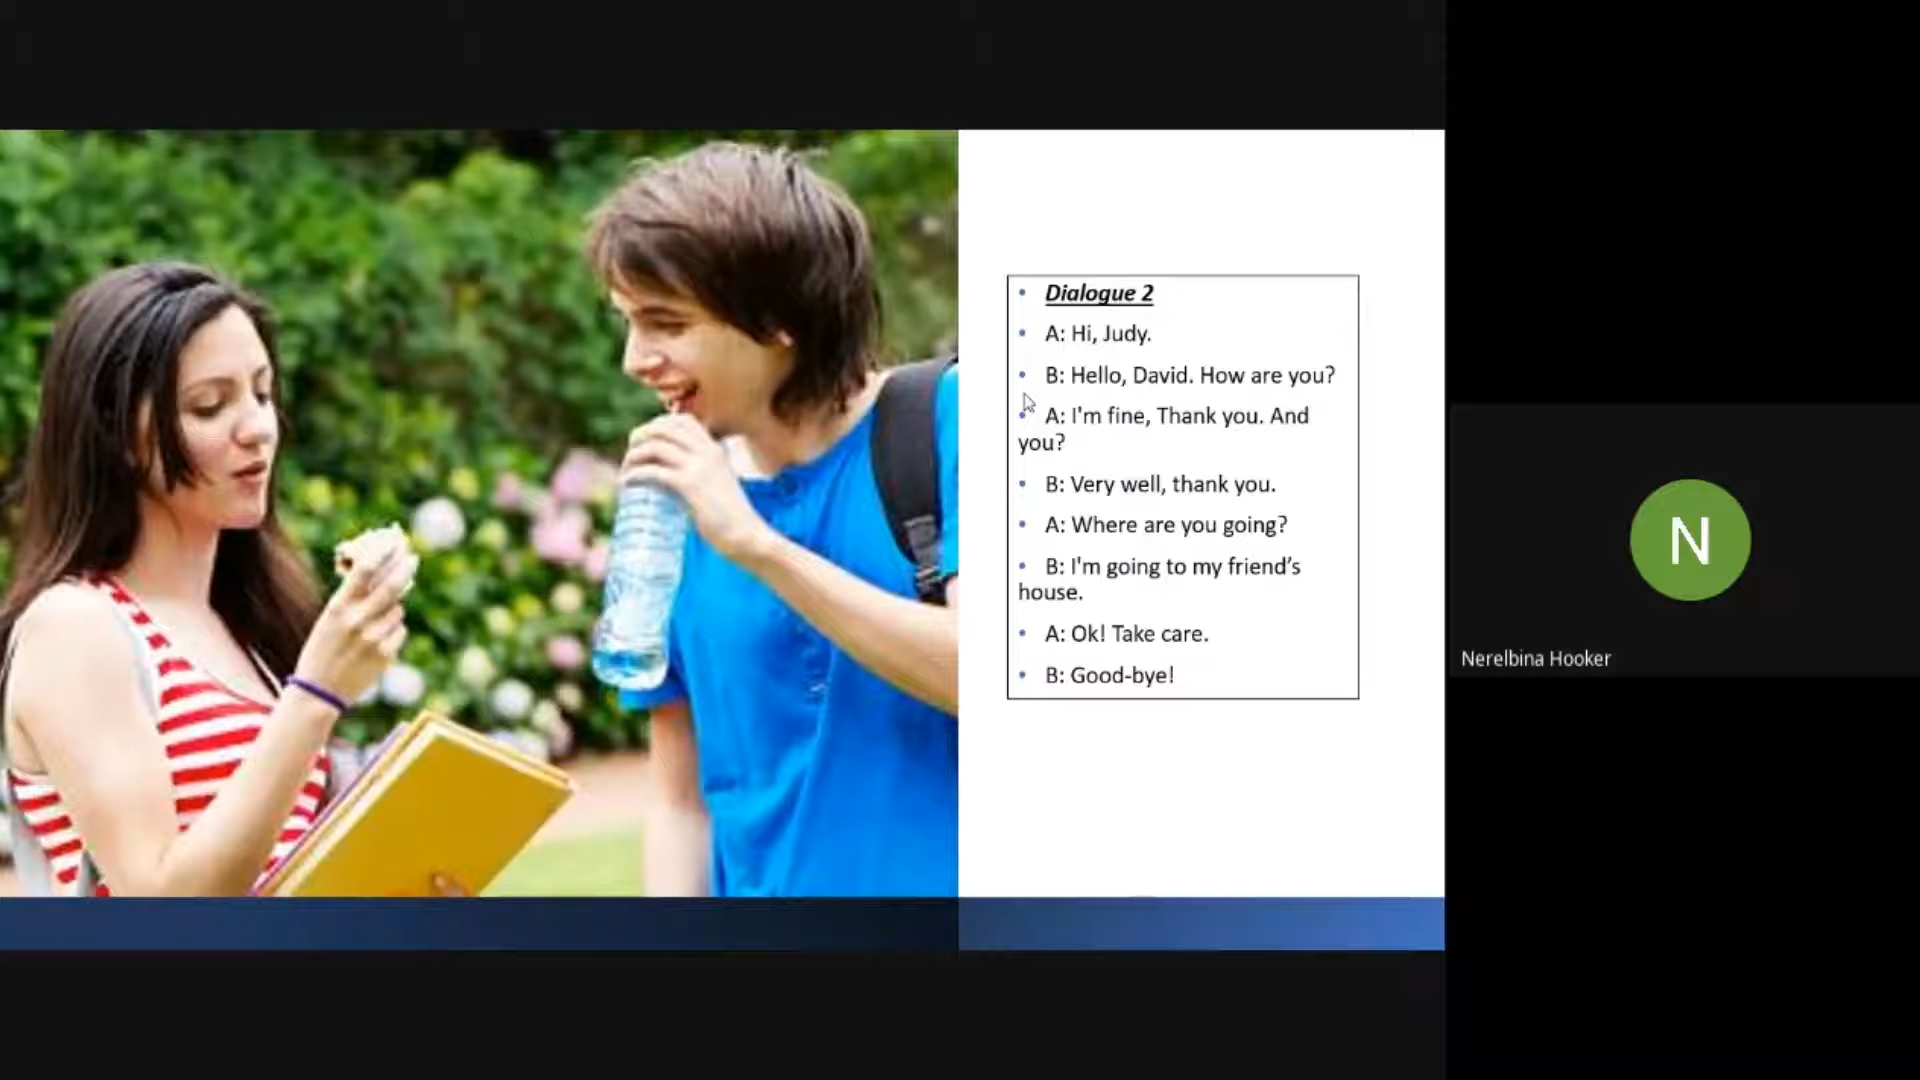 Dialogue 2
A: Hi, Judy.
B: Hello, David. How are you?
A: I'm fine, Thank you. And
you?
B: Very well, thank you.
A: Where are you going?
B: I'm going to my friend’s
house.
A: Ok! Take care.
B: Good-bye!
N
Nerelbina Hooker